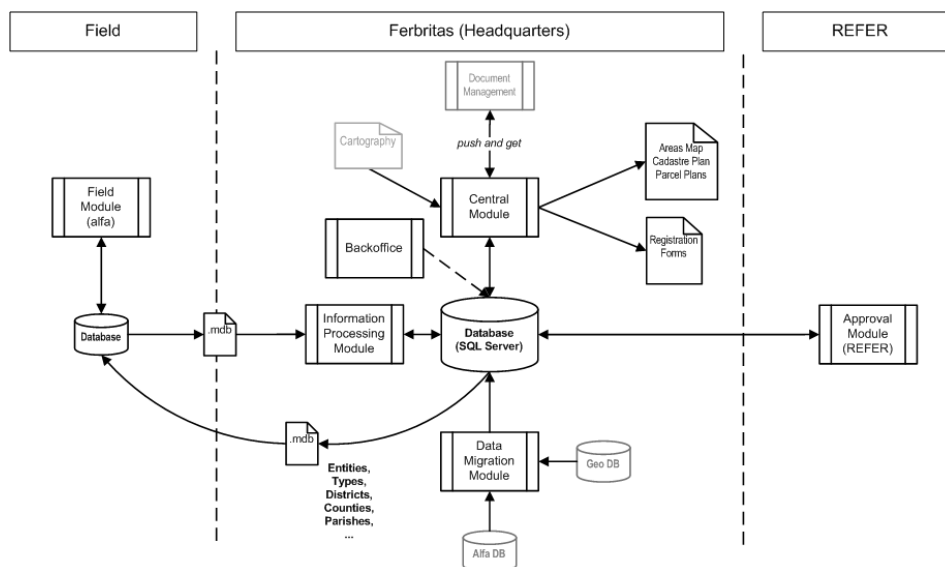 Field
Ferbritas (Headquarters)
REFER
Document
Management
Cartography
push and get
Areas Map
Cadastre Plan
Parcel Plans
Field
Module
(alfa)
Central
Module
Backoffice
Registration
Forms
Database
.mdb
Information
Processing
Module
Database
(SQL Server)
Approval
Module
(REFER)
.mdb
Data
Migration
Module
Geo DB
Entities,
Types,
Districts,
Counties,
Parishes,
...
Alfa DB